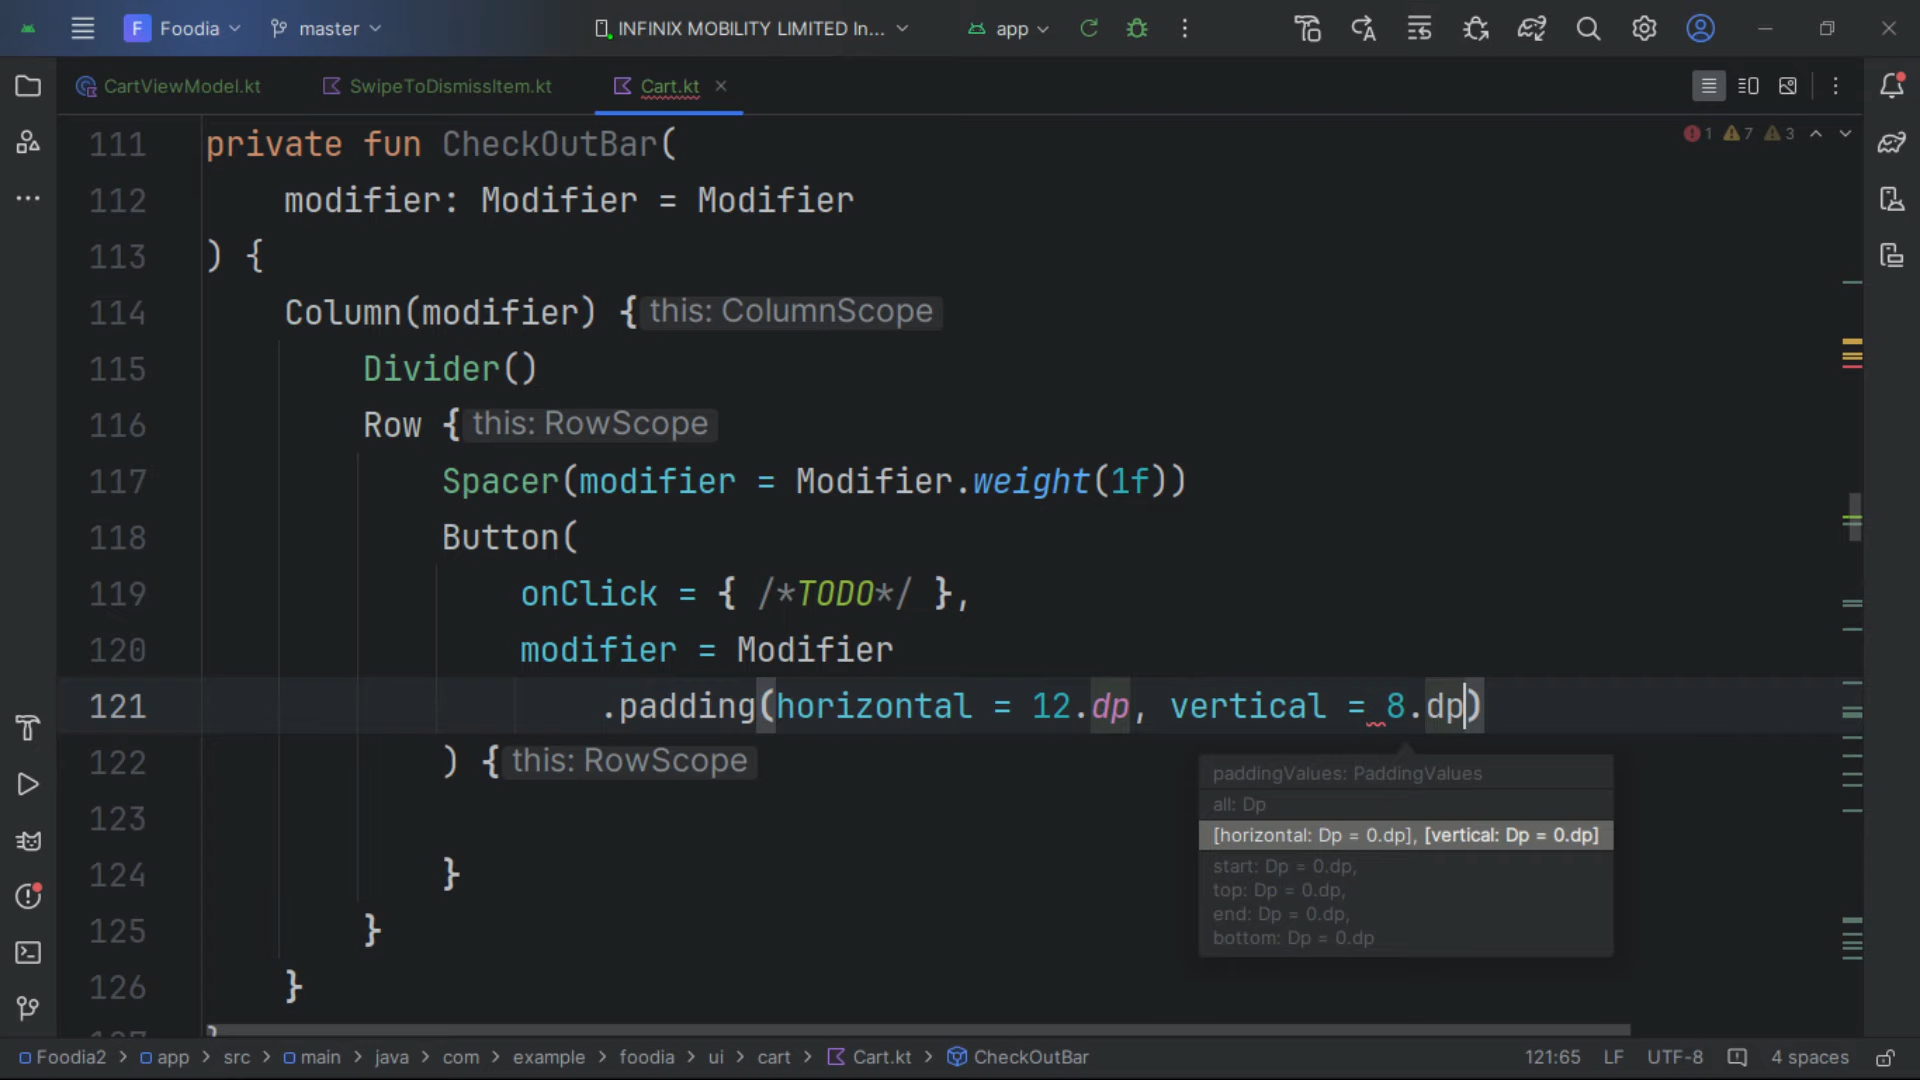 F Foodia master INFINIX MOBILITY LIMITED In... app
CartViewModel.kt SwipeToDismissItem.kt Cart.kt
1 7 3
111 private fun CheckOutBar(
112 modifier: Modifier = Modifier
113 ) {
114 Column(modifier) { this: ColumnScope
115 Divider()
116 Row { this: RowScope
117 Spacer(modifier = Modifier.weight(1f))
118 Button(
119 onClick = { /*TODO*/ },
120 modifier = Modifier
121 .padding(horizontal = 12.dp, vertical = 8.dp)
122 ) { this: RowScope
123
124 }
125 }
126 }
paddingValues: PaddingValues
all: Dp
[horizontal: Dp = 0.dp], [vertical: Dp = 0.dp]
start: Dp = 0.dp,
top: Dp = 0.dp,
end: Dp = 0.dp,
bottom: Dp = 0.dp
Foodia2 > app > src > main > java > com > example > foodia > ui > cart > Cart.kt > CheckOutBar 121:65 LF UTF-8 4 spaces